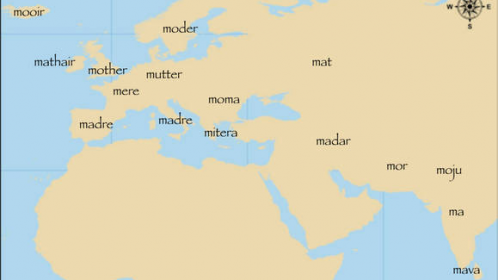 mooir
W E
S
moder
mathair
mother
mutter
mat
mere
moma
madre
madre
mitera
madar
mor
moju
ma
mava